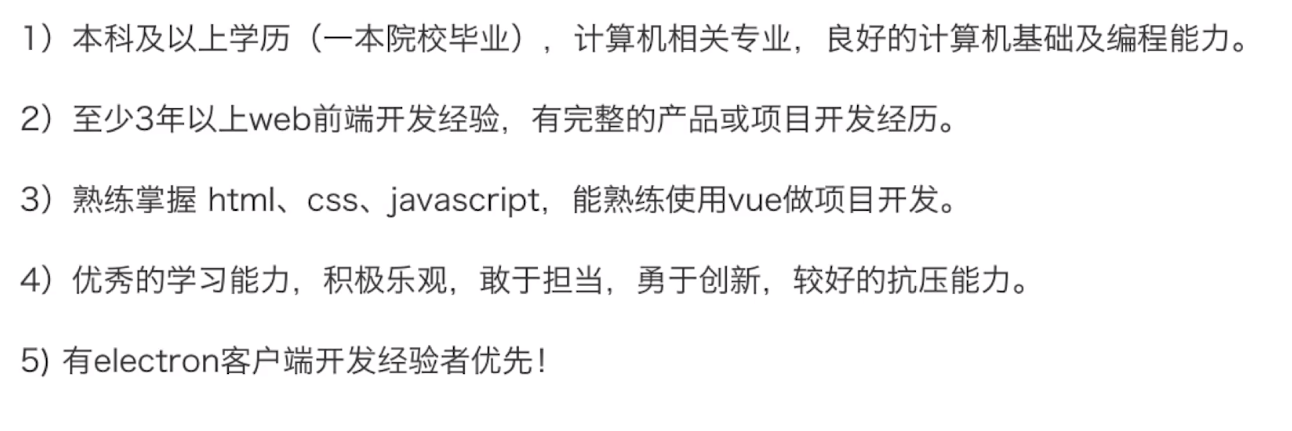 1）本科及以上学历（一本院校毕业），计算机相关专业，良好的计算机基础及编程能力。
2）至少3年以上web前端开发经验，有完整的产品或项目开发经历。
3）熟练掌握 html、css、javascript，能熟练使用vue做项目开发。
4）优秀的学习能力，积极乐观，敢于担当，勇于创新，较好的抗压能力。
5) 有electron客户端开发经验者优先！